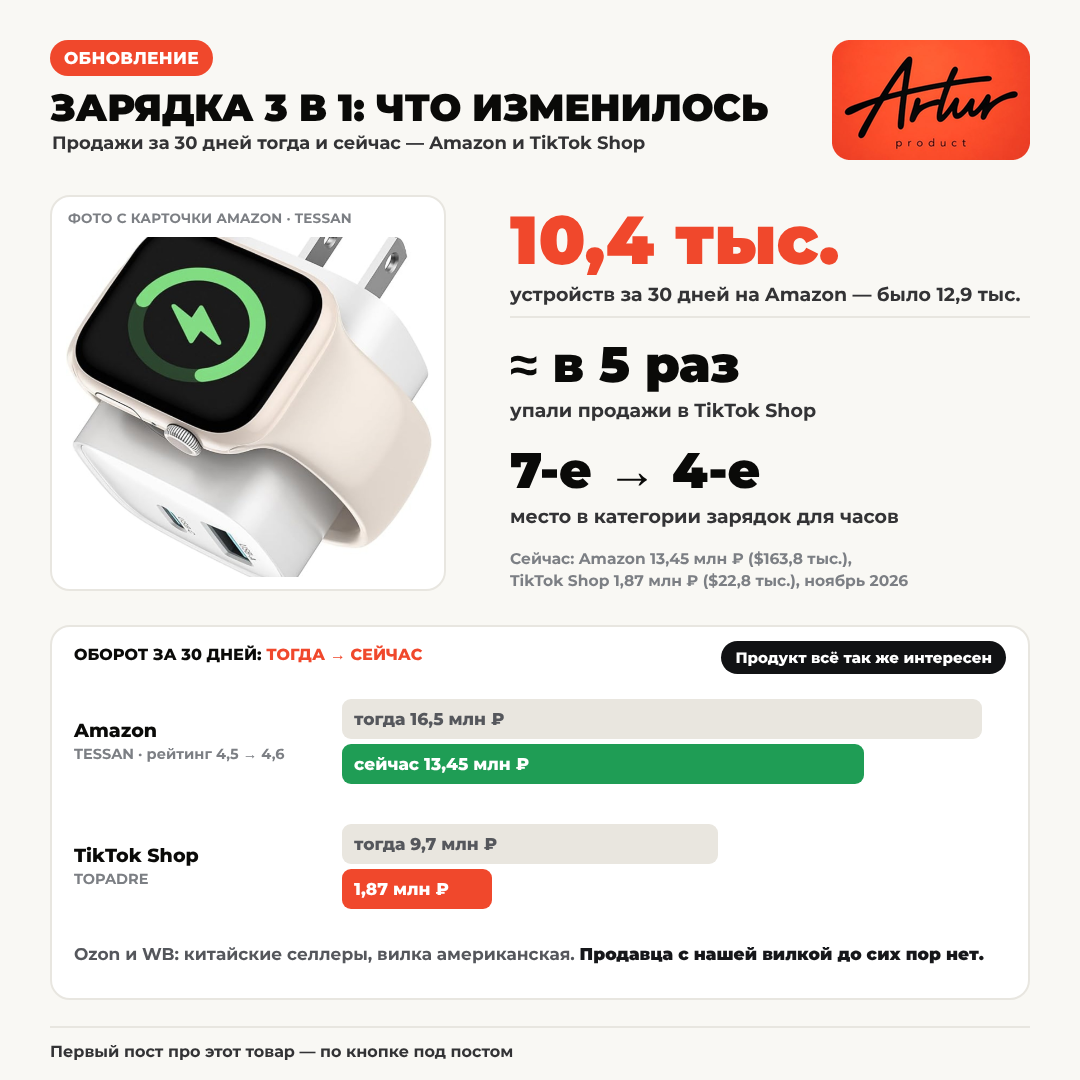 ОБНОВЛЕНИЕ
ЗАРЯДКА 3 В 1: ЧТО ИЗМЕНИЛОСЬ
Продажи за 30 дней тогда и сейчас — Amazon и TikTok Shop
Artur
product
ФОТО С КАРТОЧКИ AMAZON · TESSAN
10,4 тыс.
устройств за 30 дней на Amazon — было 12,9 тыс.
≈ в 5 раз
упали продажи в TikTok Shop
7-е → 4-е
место в категории зарядок для часов
Сейчас: Amazon 13,45 млн ₽ ($163,8 тыс.),
TikTok Shop 1,87 млн ₽ ($22,8 тыс.), ноябрь 2026
ОБОРОТ ЗА 30 ДНЕЙ: ТОГДА → СЕЙЧАС
Продукт всё так же интересен
Amazon
TESSAN · рейтинг 4,5 → 4,6
тогда 16,5 млн ₽
сейчас 13,45 млн ₽
TikTok Shop
TOPADRE
тогда 9,7 млн ₽
1,87 млн ₽
Ozon и WB: китайские селлеры, вилка американская. Продавца с нашей вилкой до сих пор нет.
Первый пост про этот товар — по кнопке под постом